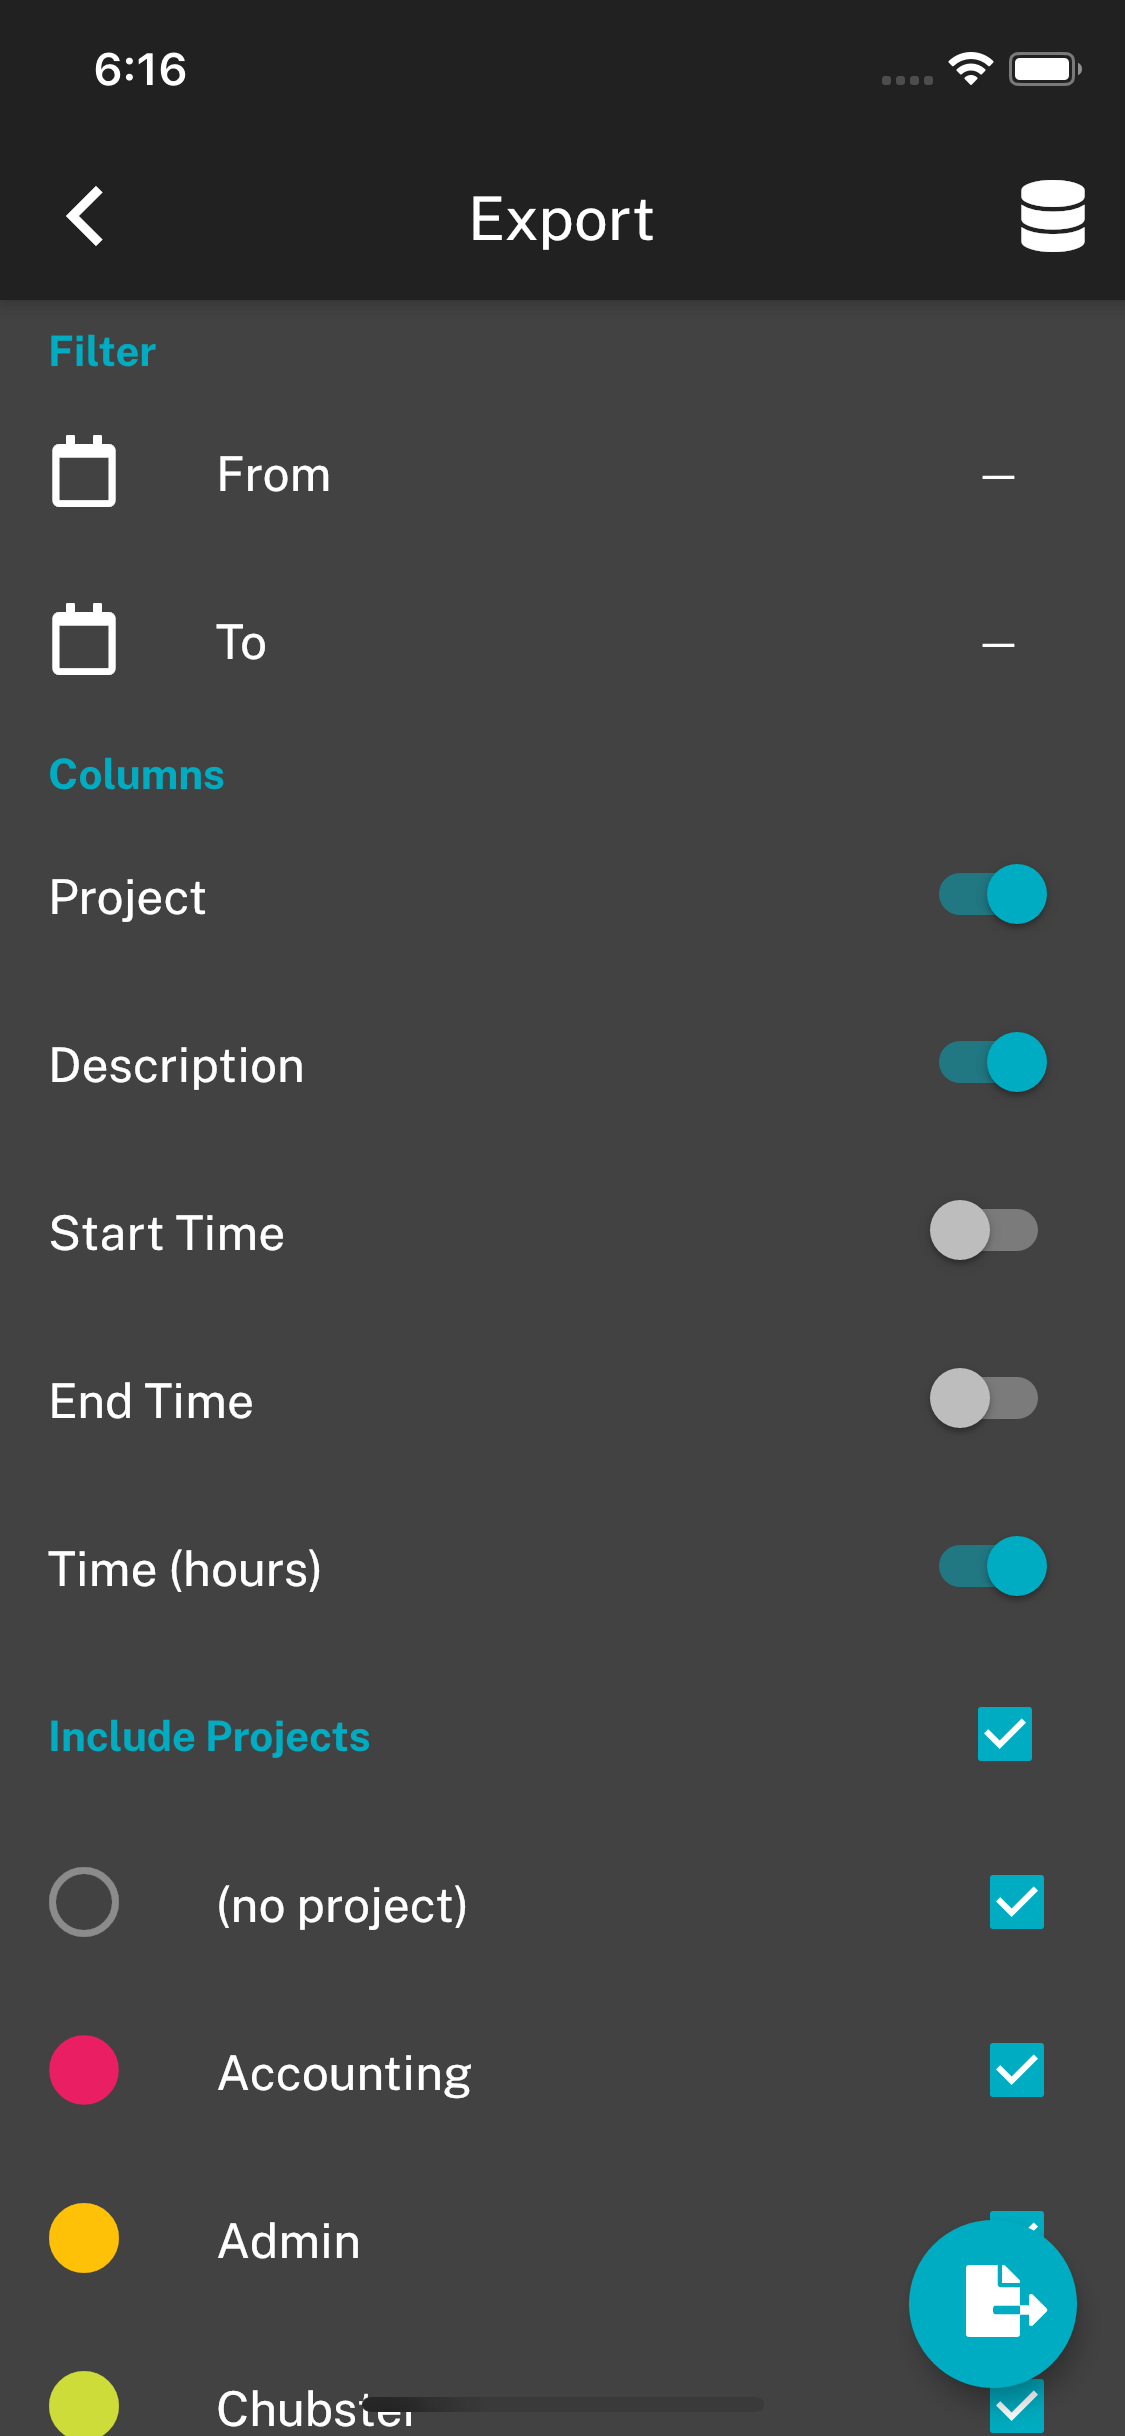 6:16
Export
Filter
From —
To —
Columns
Project
Description
Start Time
End Time
Time (hours)
Include Projects
(no project)
Accounting
Admin
Chubster